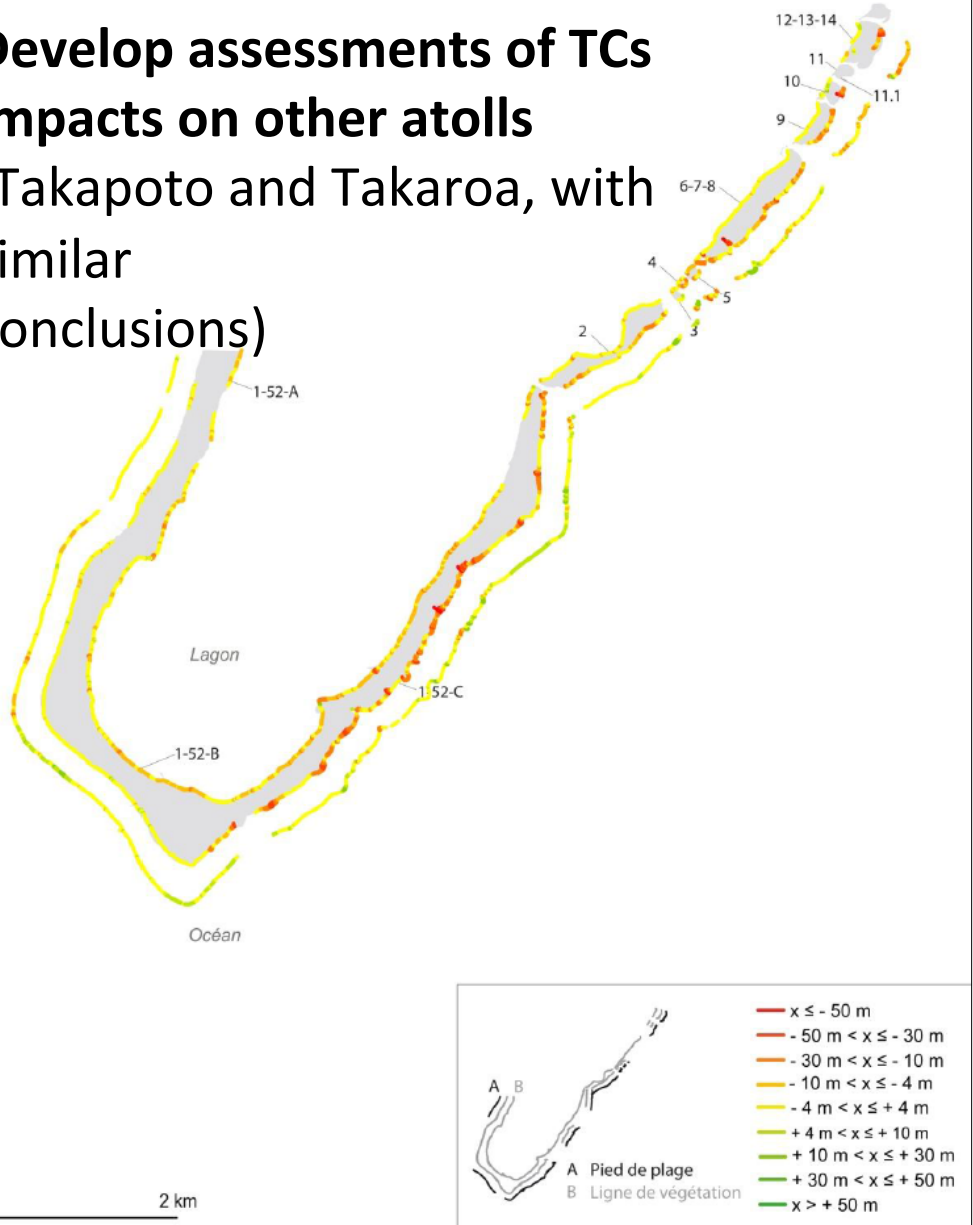 Develop assessments of TCs
mpacts on other atolls
Takapoto and Takaroa, with
imilar
onclusions)
12-13-14
11
10
11.1
9
6-7-8
4
5
3
2
1-52-A
Lagon
1-52-C
1-52-B
Océan
2 km
A B
A Pied de plage
B Ligne de végétation
x ≤ - 50 m
- 50 m < x ≤ - 30 m
- 30 m < x ≤ - 10 m
- 10 m < x ≤ - 4 m
- 4 m < x ≤ + 4 m
+ 4 m < x ≤ + 10 m
+ 10 m < x ≤ + 30 m
+ 30 m < x ≤ + 50 m
x > + 50 m